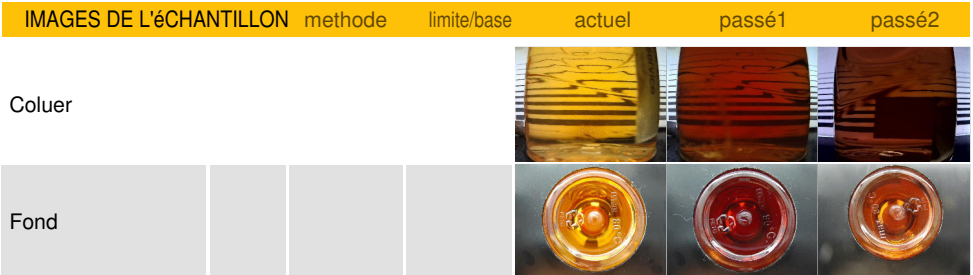 IMAGES DE L'éCHANTILLON methode limite/base actuel passé1 passé2
Coluer
Fond